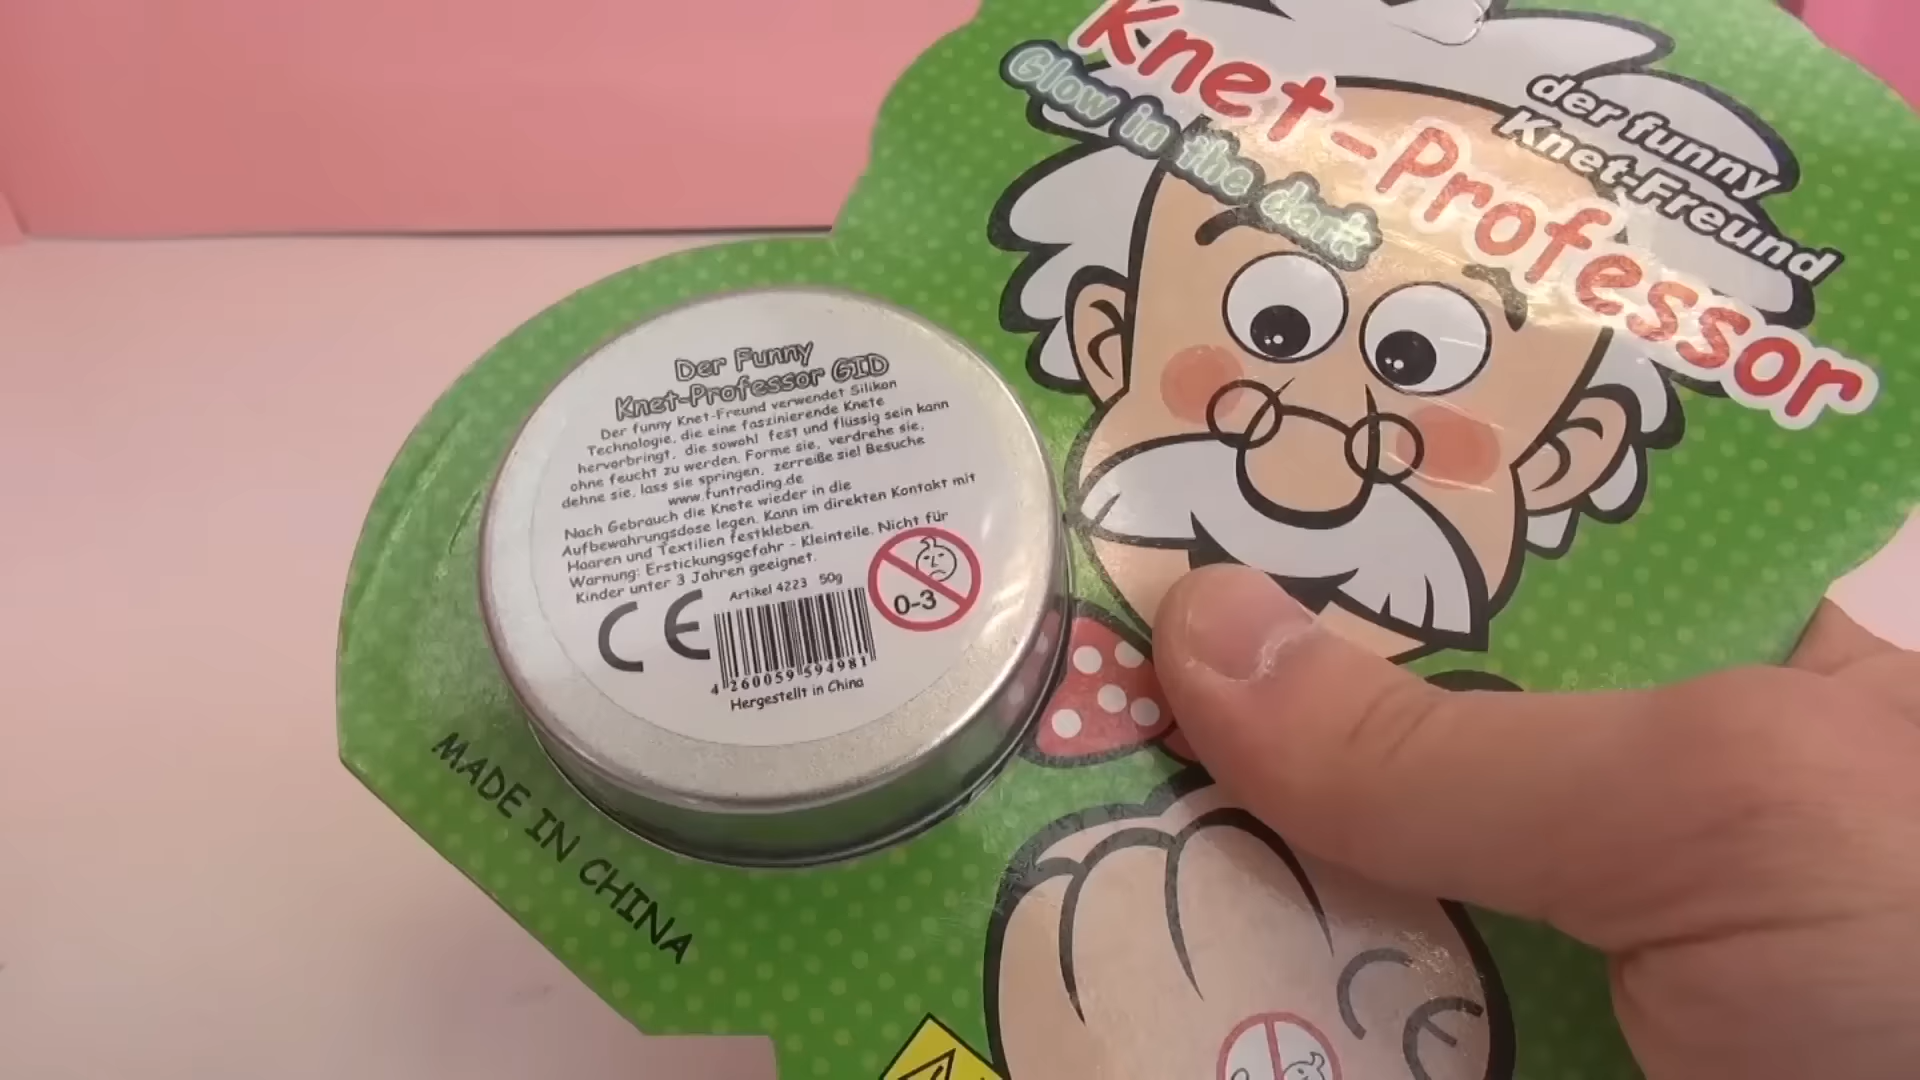 Knet-Professor
Glow in the dark
der funny
Knet-Freund
Der Funny
Knet-Professor GID
Der funny Knet-Freund verwendet Silikon
Technologie, die eine faszinierende Knete
hervorbringt, die sowohl fest und flüssig sein kann
ohne feucht zu werden. Forme sie, verdrehe sie,
dehne sie, lass sie springen, zerreiße sie! Besuche
www.funtrading.de
Nach Gebrauch die Knete wieder in die
Aufbewahrungsdose legen. Kann im direkten Kontakt mit
Haaren und Textilien festkleben.
Warnung: Erstickungsgefahr - Kleinteile. Nicht für
Kinder unter 3 Jahren geeignet.
Artikel 4223 50g
0-3
CE
4 260059 594981
Hergestellt in China
MADE IN CHINA
CE